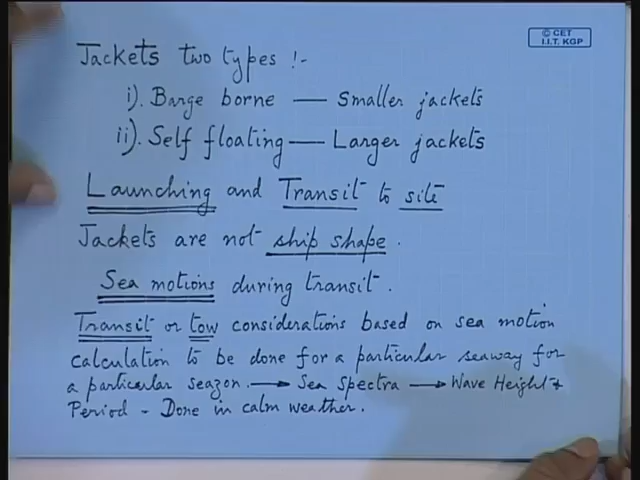 © CET
I.I.T. KGP
Jackets two types :-
i). Barge borne — Smaller jackets
ii). Self floating — Larger jackets
Launching and Transit to site
Jackets are not ship shape.
Sea motions during transit.
Transit or tow considerations based on sea motion
calculation to be done for a particular seaway for
a particular seazon. → Sea Spectra → Wave Height &
Period - Done in calm weather.